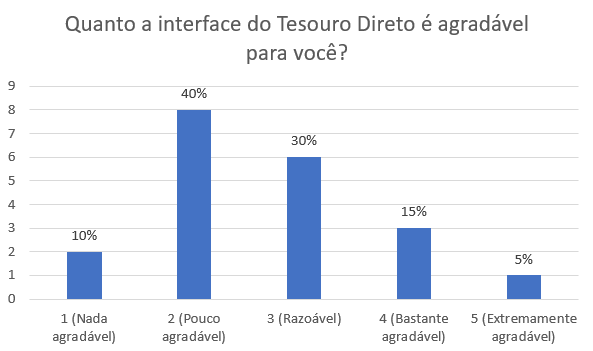 Quanto a interface do Tesouro Direto é agradável
para você?
9
8
7
6
5
4
3
2
1
0
10%
40%
30%
15%
5%
1 (Nada
agradável)
2 (Pouco
agradável)
3 (Razoável)
4 (Bastante
agradável)
5 (Extremamente
agradável)